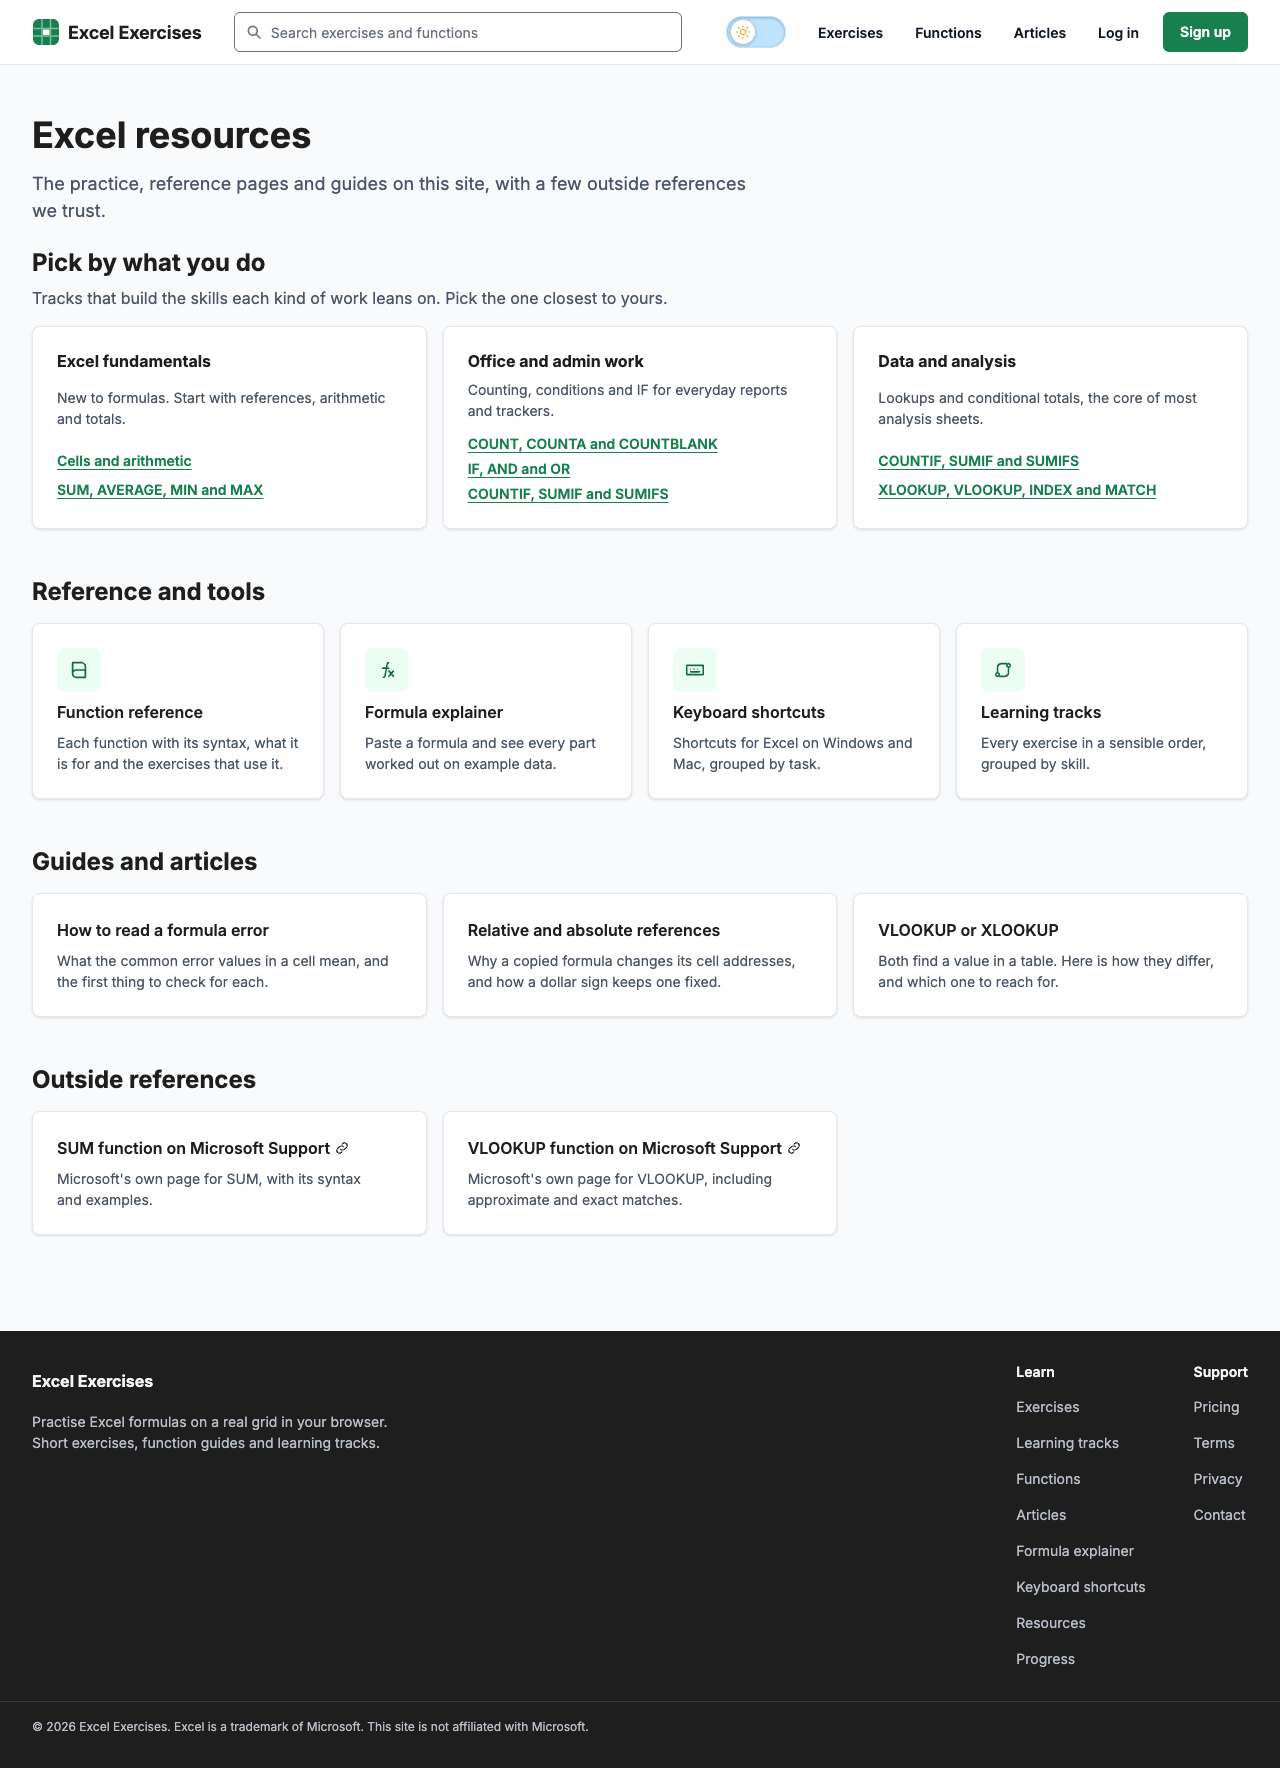 Excel Exercises
Search exercises and functions
Exercises
Functions
Articles
Log in
Sign up
Excel resources
The practice, reference pages and guides on this site, with a few outside references
we trust.
Pick by what you do
Tracks that build the skills each kind of work leans on. Pick the one closest to yours.
Excel fundamentals
New to formulas. Start with references, arithmetic
and totals.
Cells and arithmetic
SUM, AVERAGE, MIN and MAX
Office and admin work
Counting, conditions and IF for everyday reports
and trackers.
COUNT, COUNTA and COUNTBLANK
IF, AND and OR
COUNTIF, SUMIF and SUMIFS
Data and analysis
Lookups and conditional totals, the core of most
analysis sheets.
COUNTIF, SUMIF and SUMIFS
XLOOKUP, VLOOKUP, INDEX and MATCH
Reference and tools
Function reference
Each function with its syntax, what it
is for and the exercises that use it.
Formula explainer
Paste a formula and see every part
worked out on example data.
Keyboard shortcuts
Shortcuts for Excel on Windows and
Mac, grouped by task.
Learning tracks
Every exercise in a sensible order,
grouped by skill.
Guides and articles
How to read a formula error
What the common error values in a cell mean, and
the first thing to check for each.
Relative and absolute references
Why a copied formula changes its cell addresses,
and how a dollar sign keeps one fixed.
VLOOKUP or XLOOKUP
Both find a value in a table. Here is how they differ,
and which one to reach for.
Outside references
SUM function on Microsoft Support
Microsoft's own page for SUM, with its syntax
and examples.
VLOOKUP function on Microsoft Support
Microsoft's own page for VLOOKUP, including
approximate and exact matches.
Excel Exercises
Practise Excel formulas on a real grid in your browser.
Short exercises, function guides and learning tracks.
Learn
Exercises
Learning tracks
Functions
Articles
Formula explainer
Keyboard shortcuts
Resources
Progress
Support
Pricing
Terms
Privacy
Contact
© 2026 Excel Exercises. Excel is a trademark of Microsoft. This site is not affiliated with Microsoft.